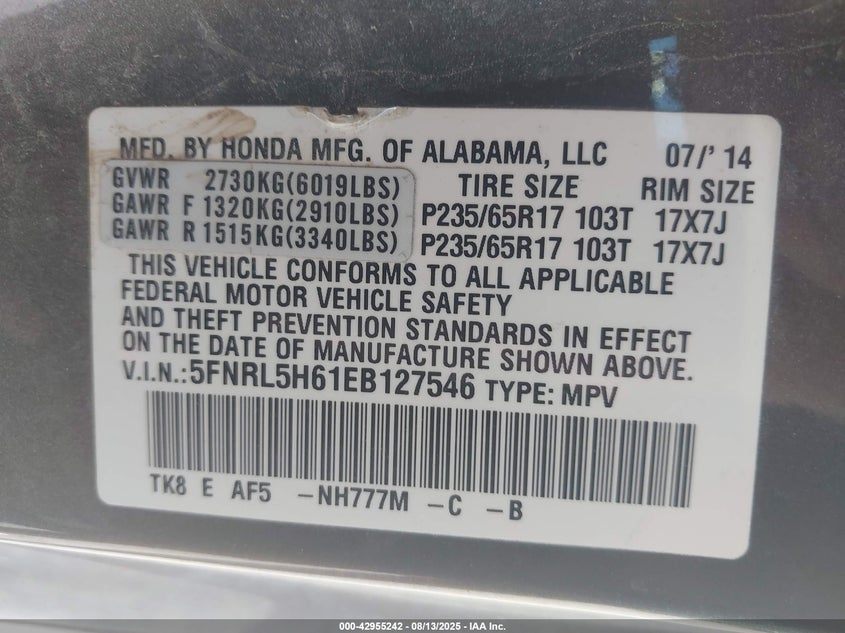 MFD. BY HONDA MFG. OF ALABAMA, LLC 07/' 14
GVWR 2730KG(6019LBS) TIRE SIZE RIM SIZE
GAWR F 1320KG(2910LBS) P235/65R17 103T 17X7J
GAWR R 1515KG(3340LBS) P235/65R17 103T 17X7J
THIS VEHICLE CONFORMS TO ALL APPLICABLE
FEDERAL MOTOR VEHICLE SAFETY
AND THEFT PREVENTION STANDARDS IN EFFECT
ON THE DATE OF MANUFACTURE SHOWN ABOVE.
V.I.N.:5FNRL5H61EB127546 TYPE: MPV
TK8 E AF5 -NH777M -C -B
000-42955242 - 08/13/2025 - IAA Inc.